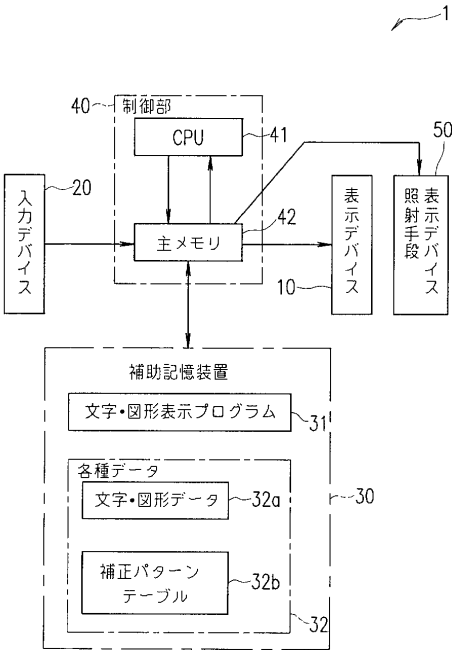 1
40
制御部
CPU
41
50
20
入力デバイス
主メモリ
42
10
表示デバイス
表示デバイス
照射手段
補助記憶装置
文字・図形表示プログラム
31
各種データ
文字・図形データ
32a
30
補正パターン
テーブル
32b
32